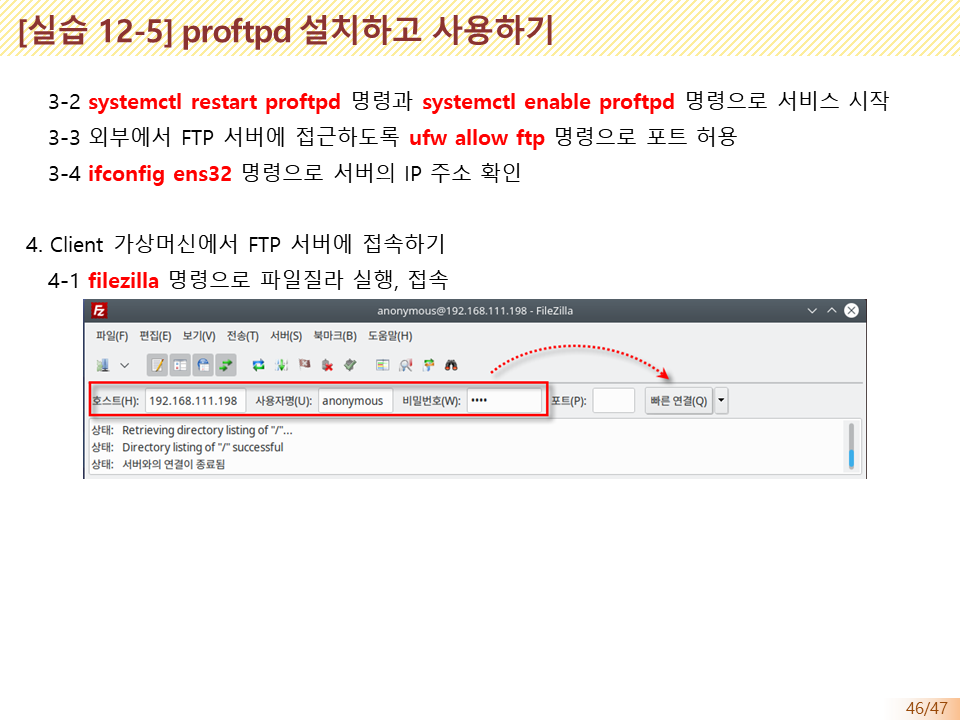 [실습 12-5] proftpd 설치하고 사용하기
3-2 systemctl restart proftpd 명령과 systemctl enable proftpd 명령으로 서비스 시작
3-3 외부에서 FTP 서버에 접근하도록 ufw allow ftp 명령으로 포트 허용
3-4 ifconfig ens32 명령으로 서버의 IP 주소 확인
4. Client 가상머신에서 FTP 서버에 접속하기
4-1 filezilla 명령으로 파일질라 실행, 접속
Fz anonymous@192.168.111.198 - FileZilla
파일(F) 편집(E) 보기(V) 전송(T) 서버(S) 북마크(B) 도움말(H)
호스트(H): 192.168.111.198 사용자명(U): anonymous 비밀번호(W): •••• 포트(P): 빠른 연결(Q)
상태: Retrieving directory listing of "/"...
상태: Directory listing of "/" successful
상태: 서버와의 연결이 종료됨
46/47